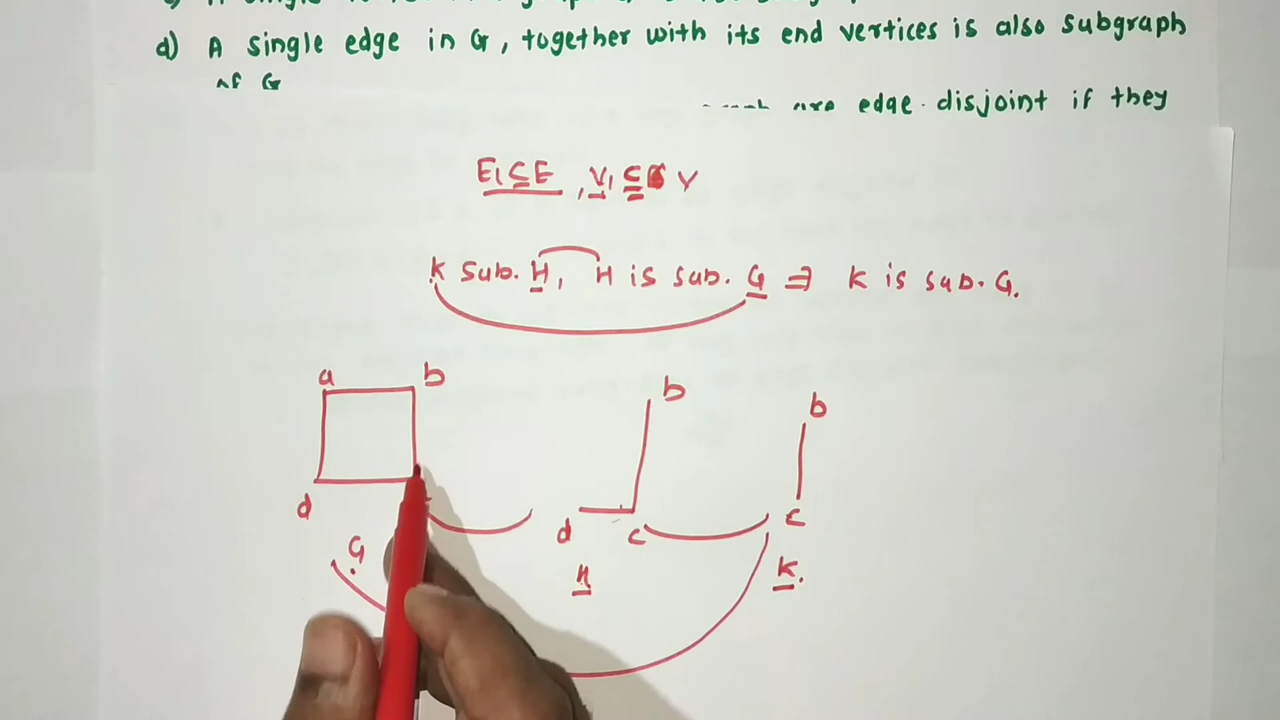 d) A single edge in G, together with its end vertices is also subgraph
of G
are edge disjoint if they
E₁ ⊆ E, V₁ ⊆ V
K sub. H, H is sub. G ⇒ K is sub. G.
a b
b
b
d
d c
c
G
H
K.